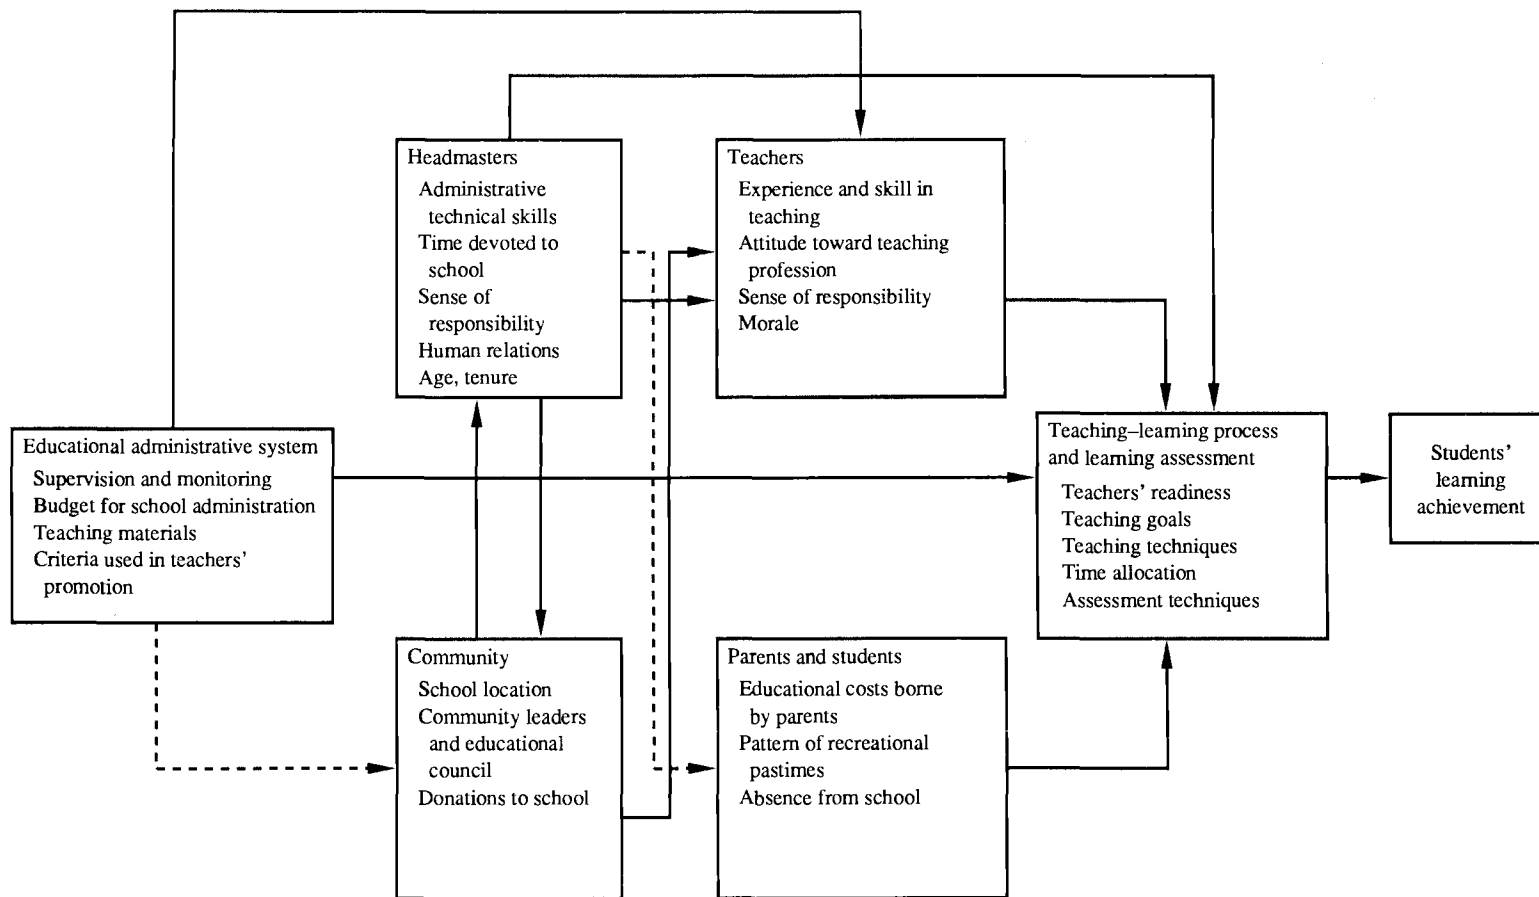 Headmasters
Administrative
technical skills
Time devoted to
school
Sense of
responsibility
Human relations
Age, tenure
Teachers
Experience and skill in
teaching
Attitude toward teaching
profession
Sense of responsibility
Morale
Educational administrative system
Supervision and monitoring
Budget for school administration
Teaching materials
Criteria used in teachers’
promotion
Teaching–learning process
and learning assessment
Teachers’ readiness
Teaching goals
Teaching techniques
Time allocation
Assessment techniques
Students’
learning
achievement
Community
School location
Community leaders
and educational
council
Donations to school
Parents and students
Educational costs borne
by parents
Pattern of recreational
pastimes
Absence from school